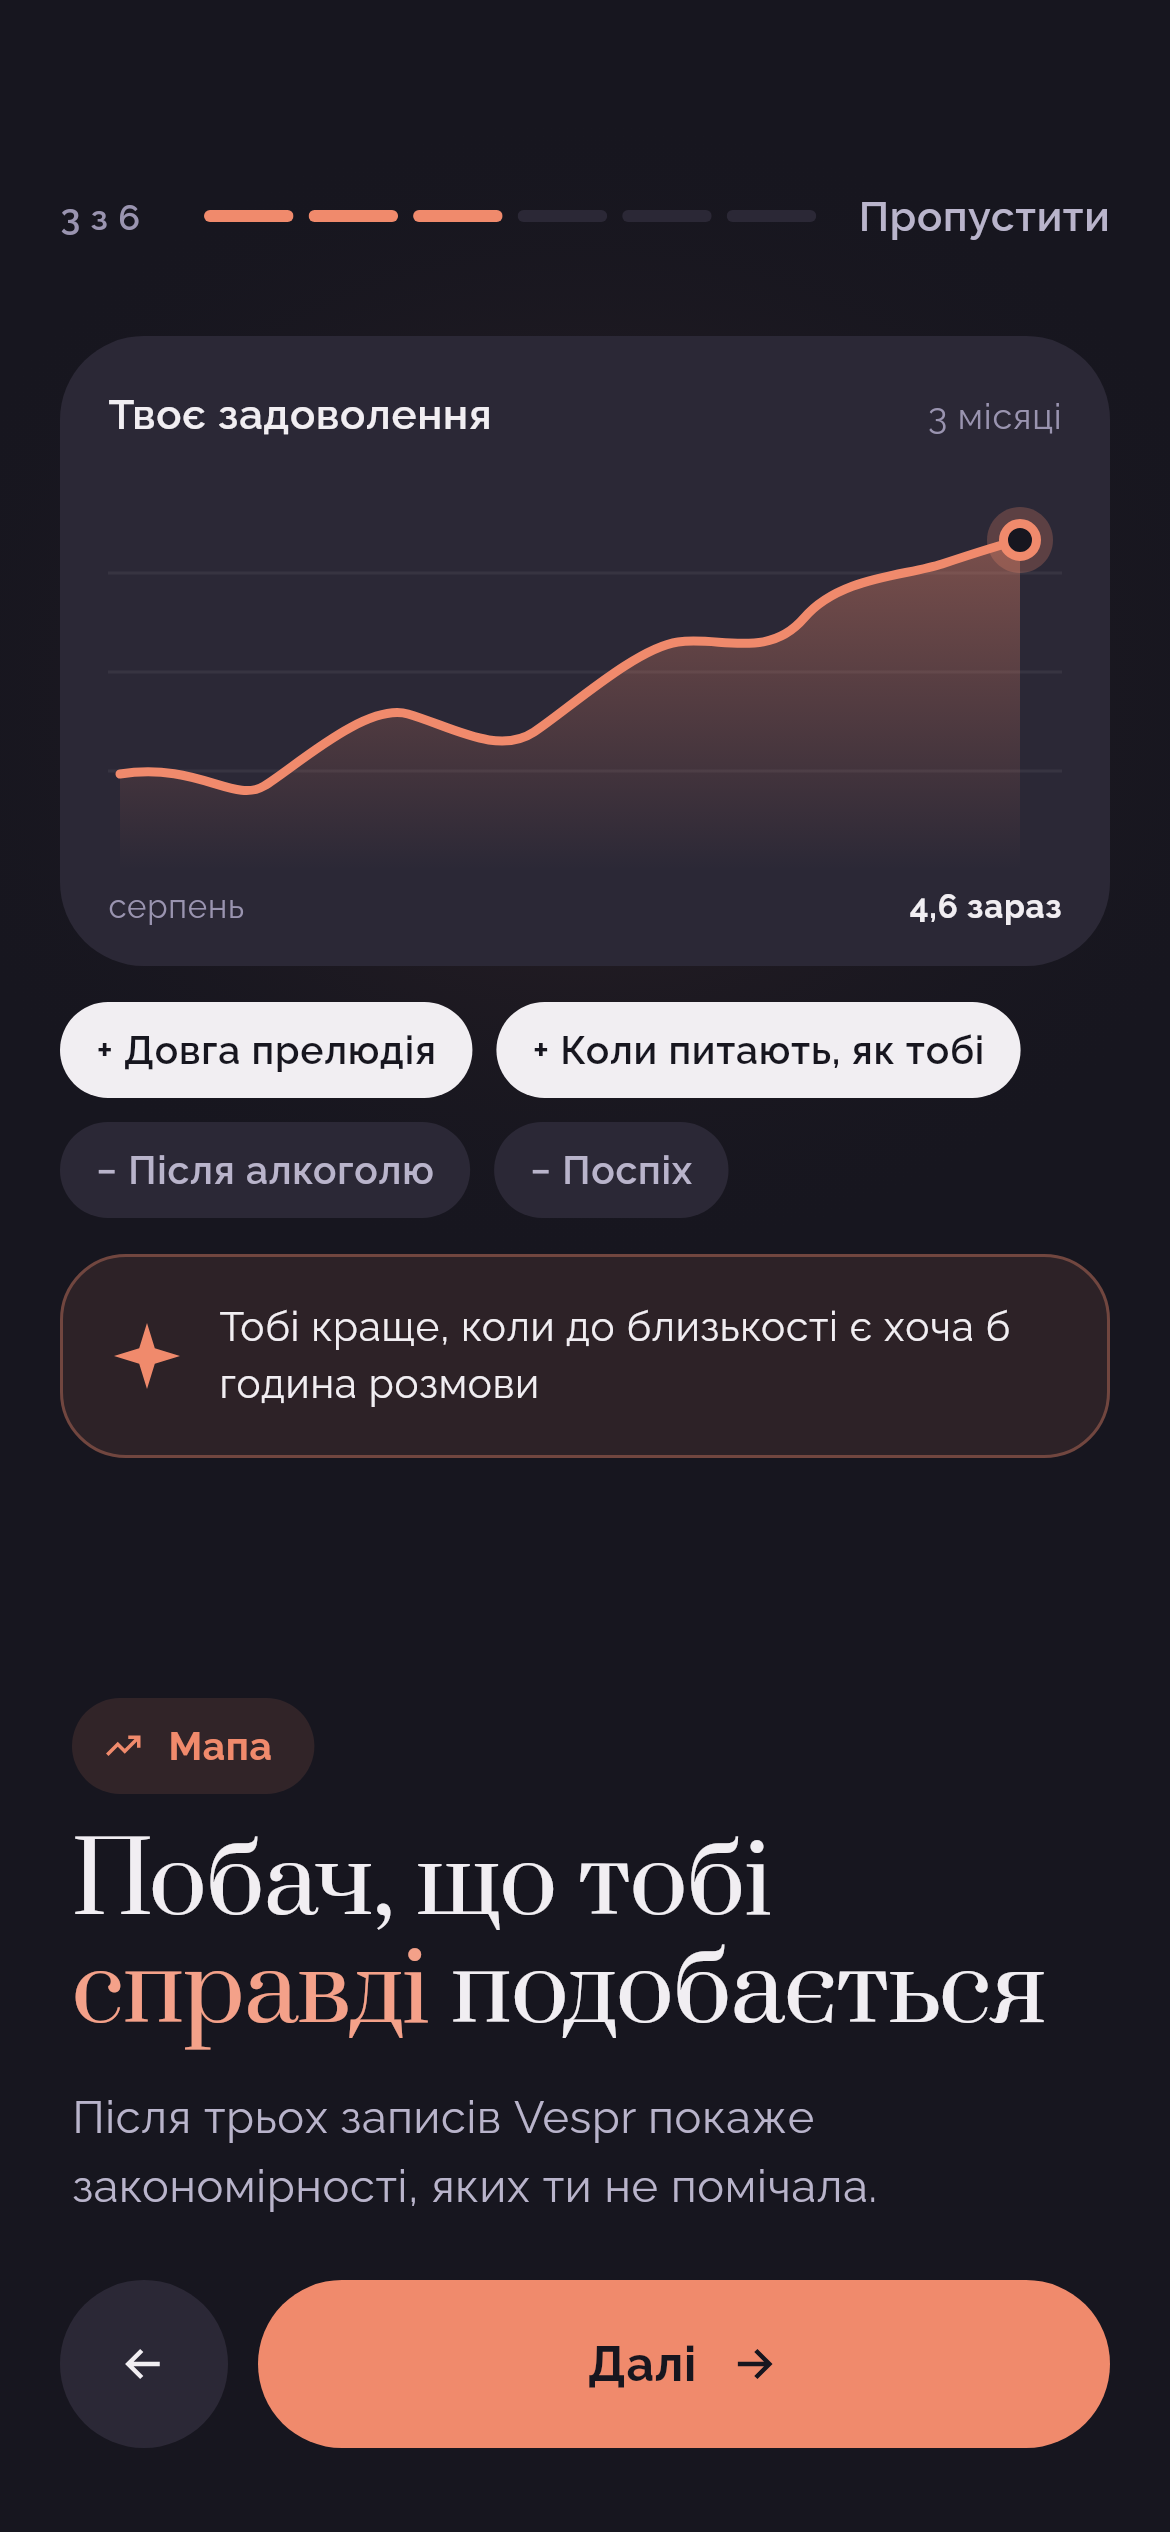 3 з 6
Пропустити
Твоє задоволення
3 місяці
серпень
4,6 зараз
+ Довга прелюдія
+ Коли питають, як тобі
− Після алкоголю
− Поспіх
Тобі краще, коли до близькості є хоча б
година розмови
Мапа
Побач, що тобі
справді подобається
Після трьох записів Vespr покаже
закономірності, яких ти не помічала.
Далі →